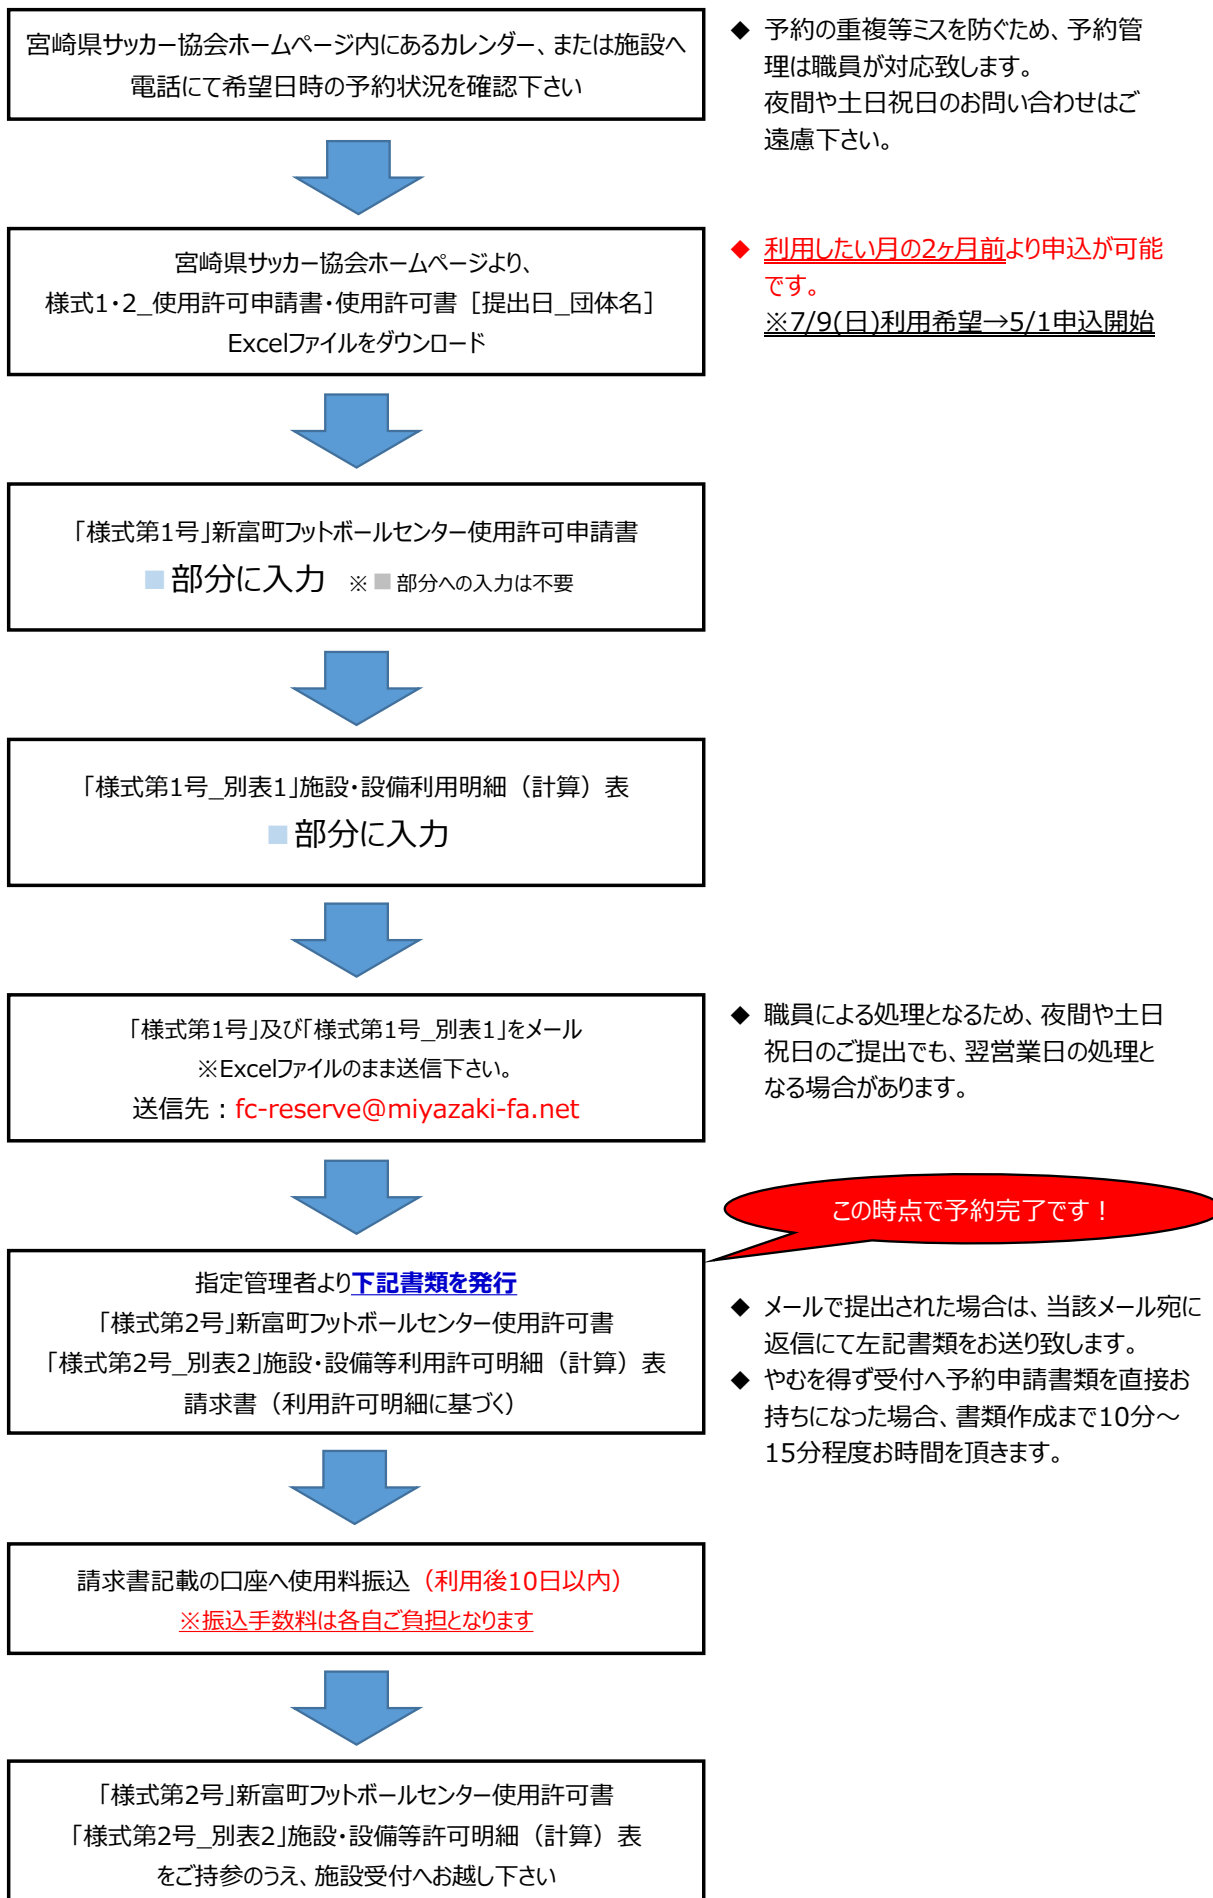 宮崎県サッカー協会ホームページ内にあるカレンダー、または施設へ
電話にて希望日時の予約状況を確認下さい
◆ 予約の重複等ミスを防ぐため、予約管
理は職員が対応致します。
夜間や土日祝日のお問い合わせはご
遠慮下さい。
宮崎県サッカー協会ホームページより、
様式1・2_使用許可申請書・使用許可書［提出日_団体名］
Excelファイルをダウンロード
◆ 利用したい月の2ヶ月前より申込が可能
です。
※7/9(日)利用希望→5/1申込開始
「様式第1号」新富町フットボールセンター使用許可申請書
■部分に入力 ※■部分への入力は不要
「様式第1号_別表1」施設・設備利用明細（計算）表
■部分に入力
「様式第1号」及び「様式第1号_別表1」をメール
※Excelファイルのまま送信下さい。
送信先：fc-reserve@miyazaki-fa.net
◆ 職員による処理となるため、夜間や土日
祝日のご提出でも、翌営業日の処理と
なる場合があります。
この時点で予約完了です！
指定管理者より下記書類を発行
「様式第2号」新富町フットボールセンター使用許可書
「様式第2号_別表2」施設・設備等利用許可明細（計算）表
請求書（利用許可明細に基づく）
◆ メールで提出された場合は、当該メール宛に
返信にて左記書類をお送り致します。
◆ やむを得ず受付へ予約申請書類を直接お
持ちになった場合、書類作成まで10分～
15分程度お時間を頂きます。
請求書記載の口座へ使用料振込（利用後10日以内）
※振込手数料は各自ご負担となります
「様式第2号」新富町フットボールセンター使用許可書
「様式第2号_別表2」施設・設備等許可明細（計算）表
をご持参のうえ、施設受付へお越し下さい